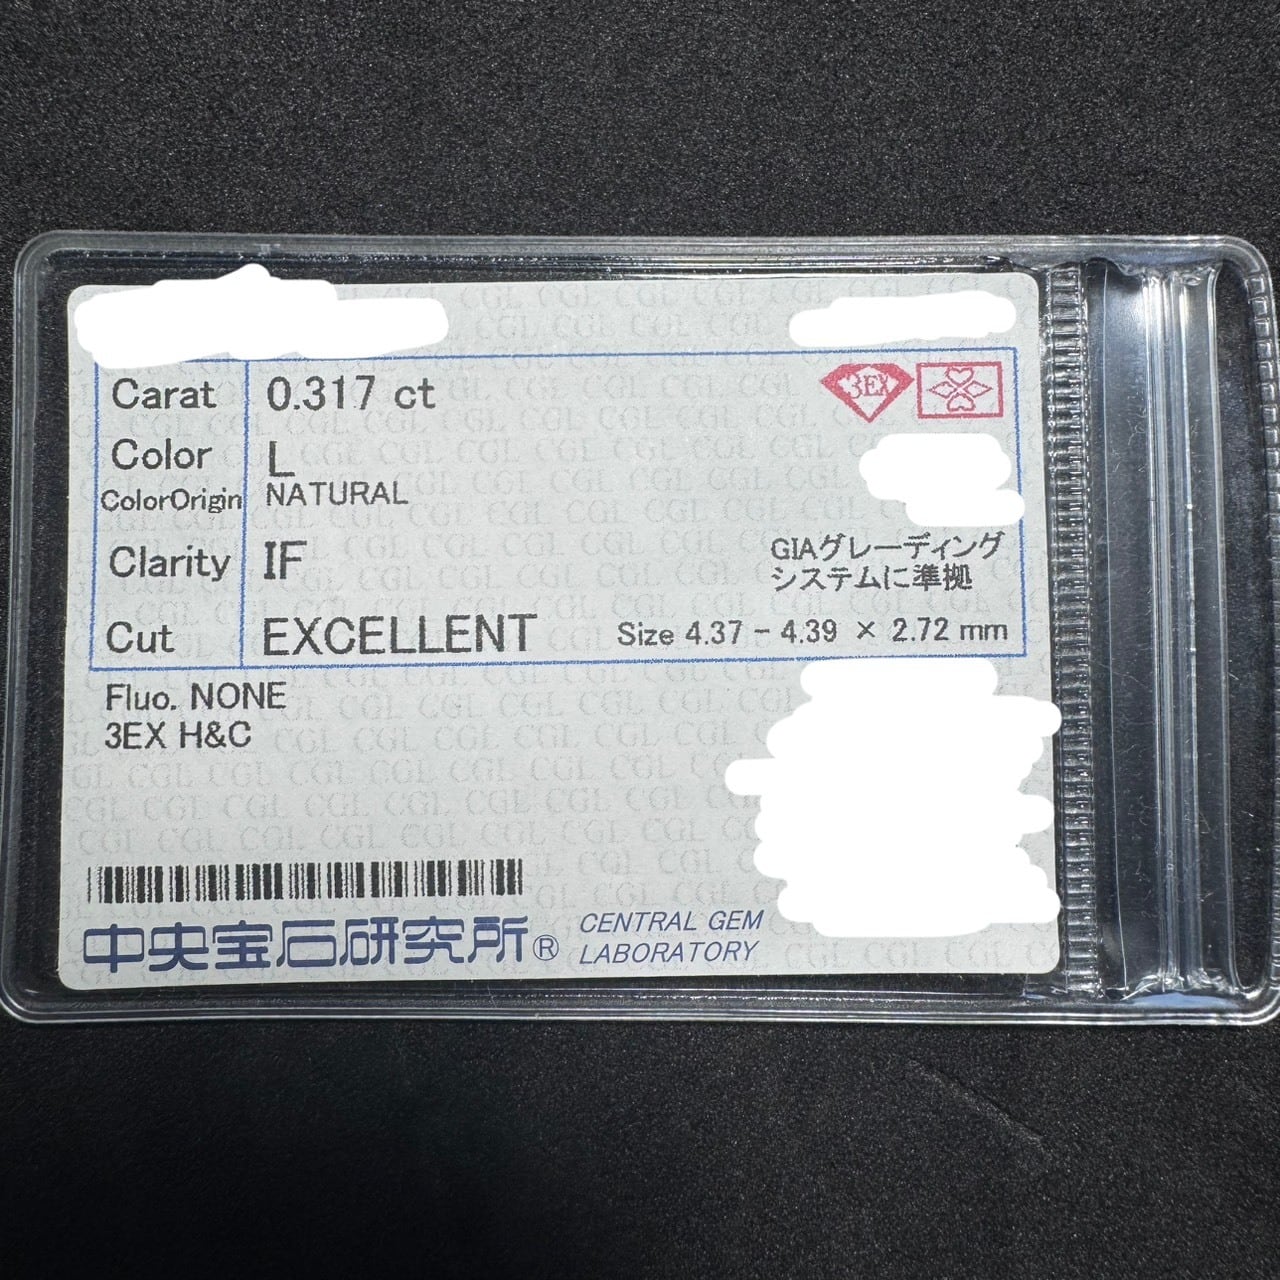 Carat 0.317 ct
3EX
Color L
ColorOrigin NATURAL
Clarity IF
GIAグレーディング
システムに準拠
Cut EXCELLENT Size 4.37 - 4.39 × 2.72 mm
Fluo. NONE
3EX H&C
中央宝石研究所® CENTRAL GEM
LABORATORY
CGL